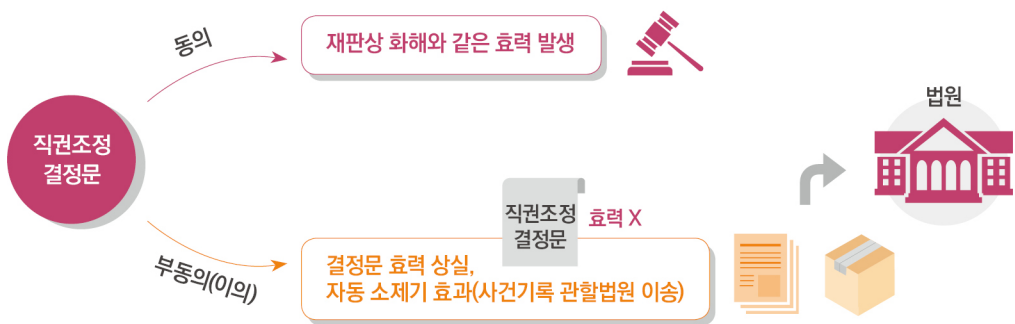 동의
재판상 화해와 같은 효력 발생
법원
직권조정
결정문
직권조정
결정문
효력 X
부동의(이의)
결정문 효력 상실,
자동 소제기 효과(사건기록 관할법원 이송)